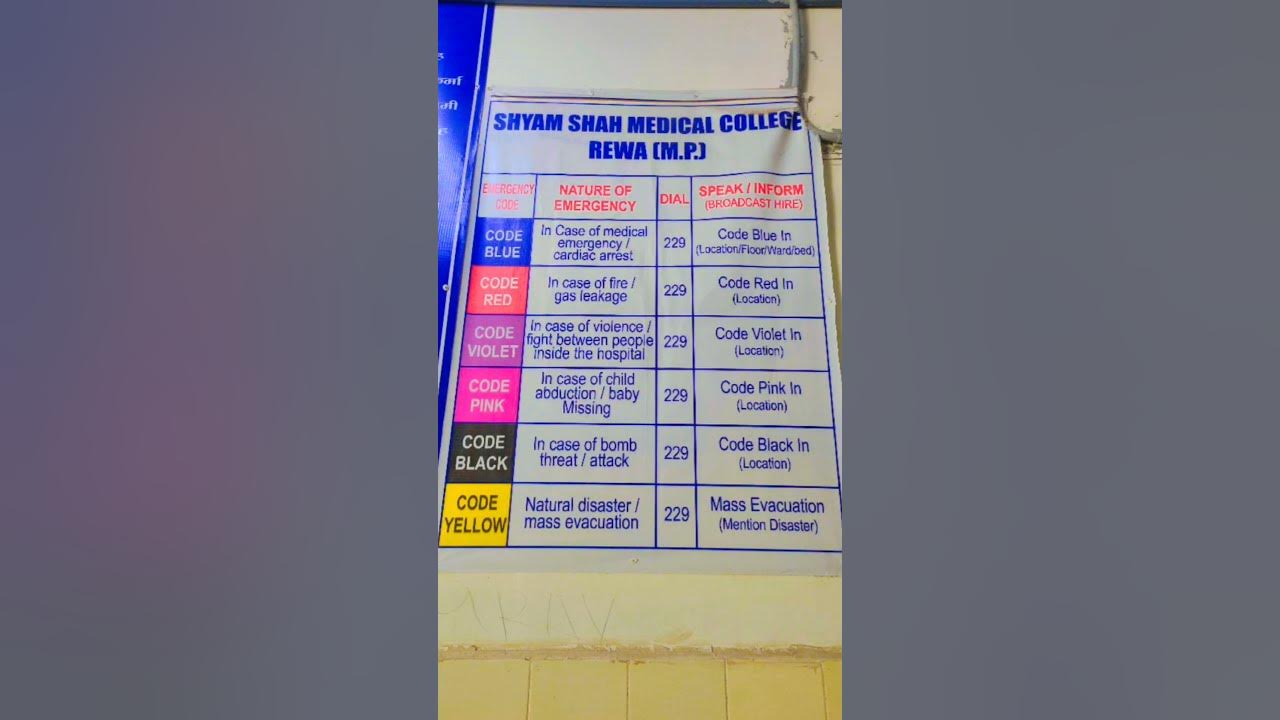 र्मा
मी
SHYAM SHAH MEDICAL COLLEGE
REWA (M.P.)
EMERGENCY
CODE
NATURE OF
EMERGENCY
DIAL
SPEAK / INFORM
(BROADCAST HIRE)
CODE
BLUE
In Case of medical
emergency /
cardiac arrest
229
Code Blue In
(Location/Floor/Ward/bed)
CODE
RED
In case of fire /
gas leakage
229
Code Red In
(Location)
CODE
VIOLET
In case of violence /
fight between people
inside the hospital
229
Code Violet In
(Location)
CODE
PINK
In case of child
abduction / baby
Missing
229
Code Pink In
(Location)
CODE
BLACK
In case of bomb
threat / attack
229
Code Black In
(Location)
CODE
YELLOW
Natural disaster /
mass evacuation
229
Mass Evacuation
(Mention Disaster)